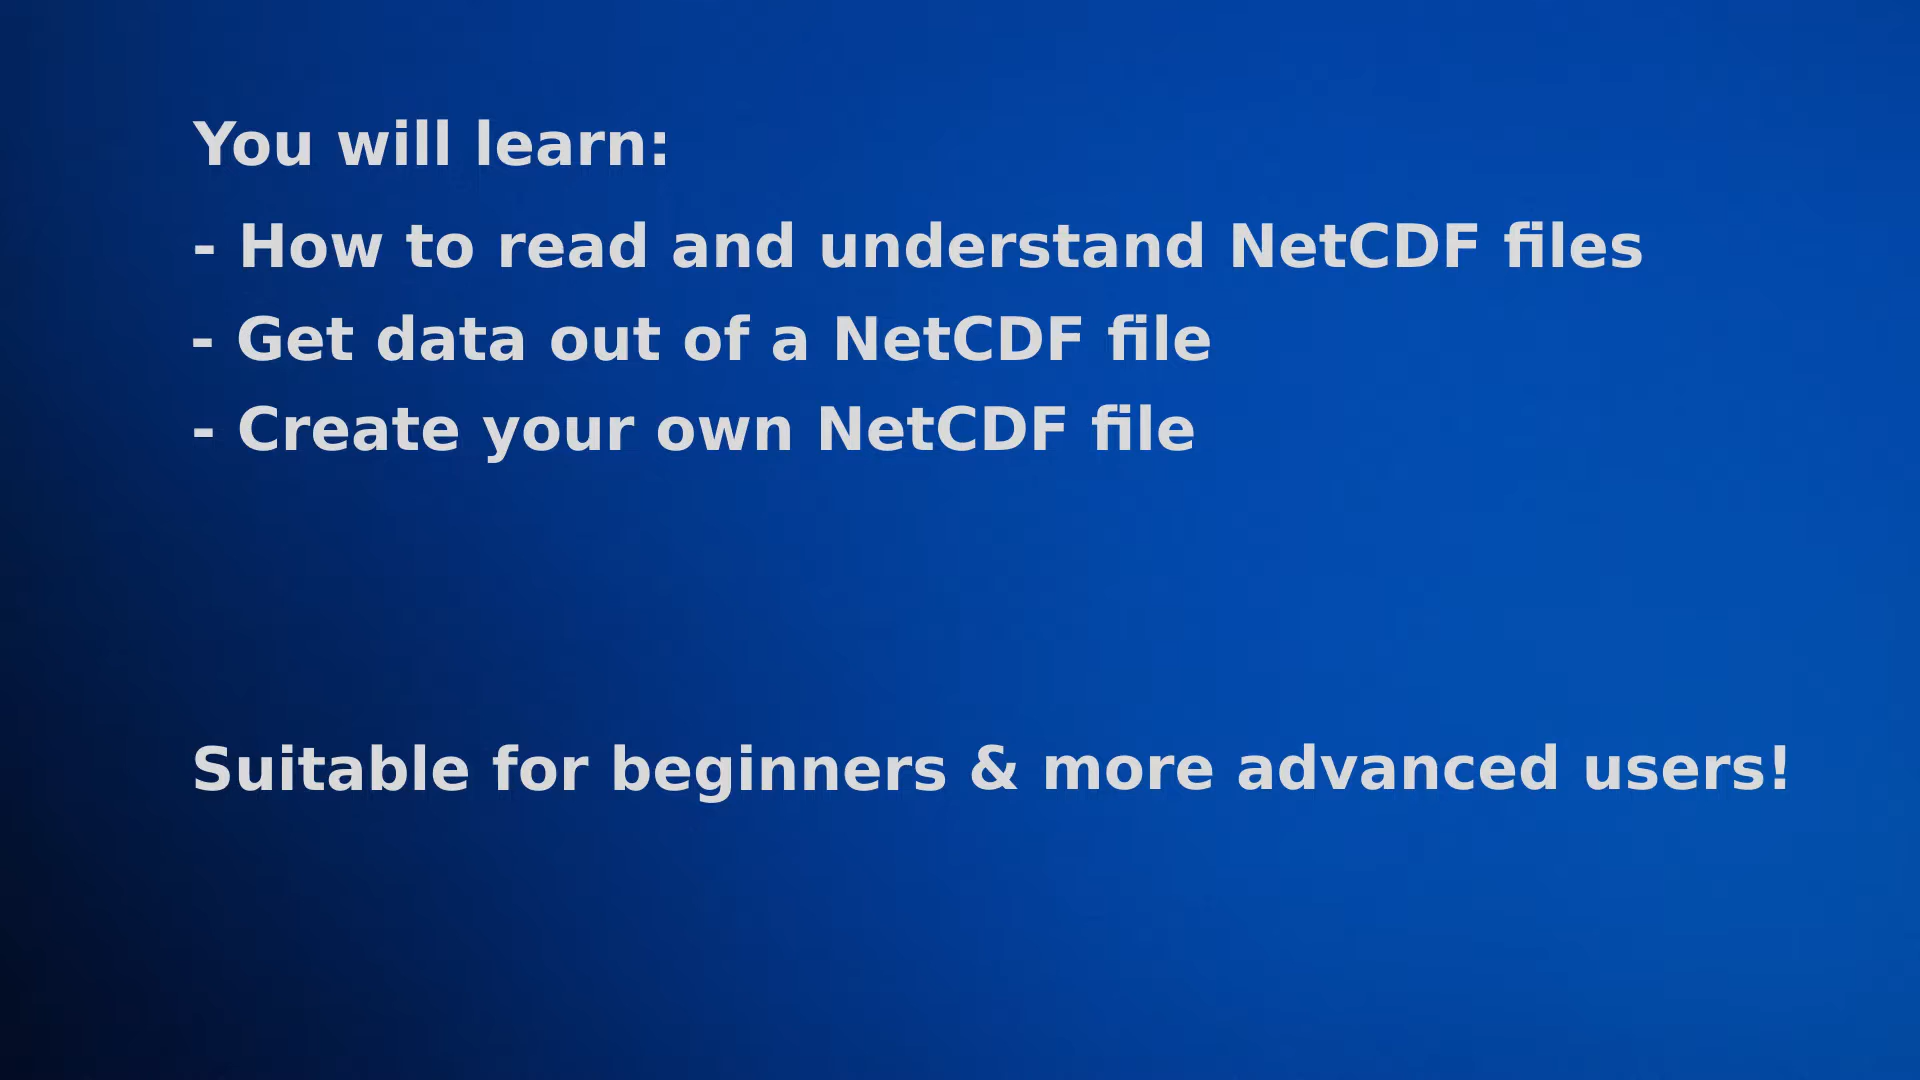 You will learn:
- How to read and understand NetCDF files
- Get data out of a NetCDF file
- Create your own NetCDF file
Suitable for beginners & more advanced users!